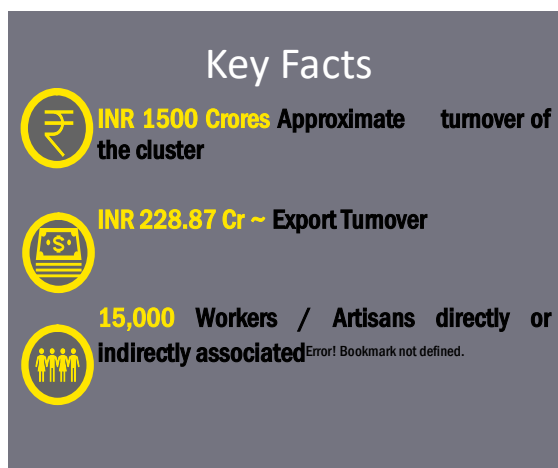 Key Facts
INR 1500 Crores Approximate turnover of
the cluster
INR 228.87 Cr ~ Export Turnover
15,000 Workers / Artisans directly or
indirectly associatedError! Bookmark not defined.